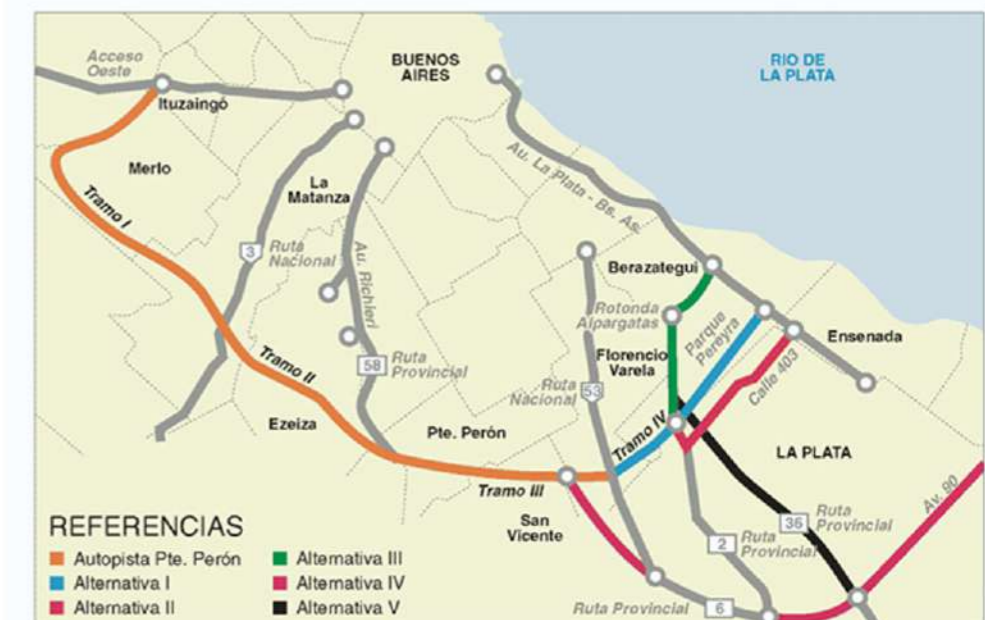 Acceso
Oeste
BUENOS
AIRES
RIO DE
LA PLATA
Ituzaingó
Merlo
La
Matanza
Au. La Plata - Bs. As.
Tramo I
3
Ruta
Nacional
Au. Richieri
Berazategui
Rotonda
Alpargatas
Parque
Pereyra
Ensenada
Florencio
Varela
Calle 403
Tramo II
58
Ruta
Provincial
Ruta
Nacional
53
Ezeiza
Pte. Perón
Tramo IV
LA PLATA
Tramo III
San
Vicente
Av. 90
36
Ruta
Provincial
2
Ruta
Provincial
Ruta Provincial
6
REFERENCIAS
Autopista Pte. Perón
Alternativa I
Alternativa II
Alternativa III
Alternativa IV
Alternativa V